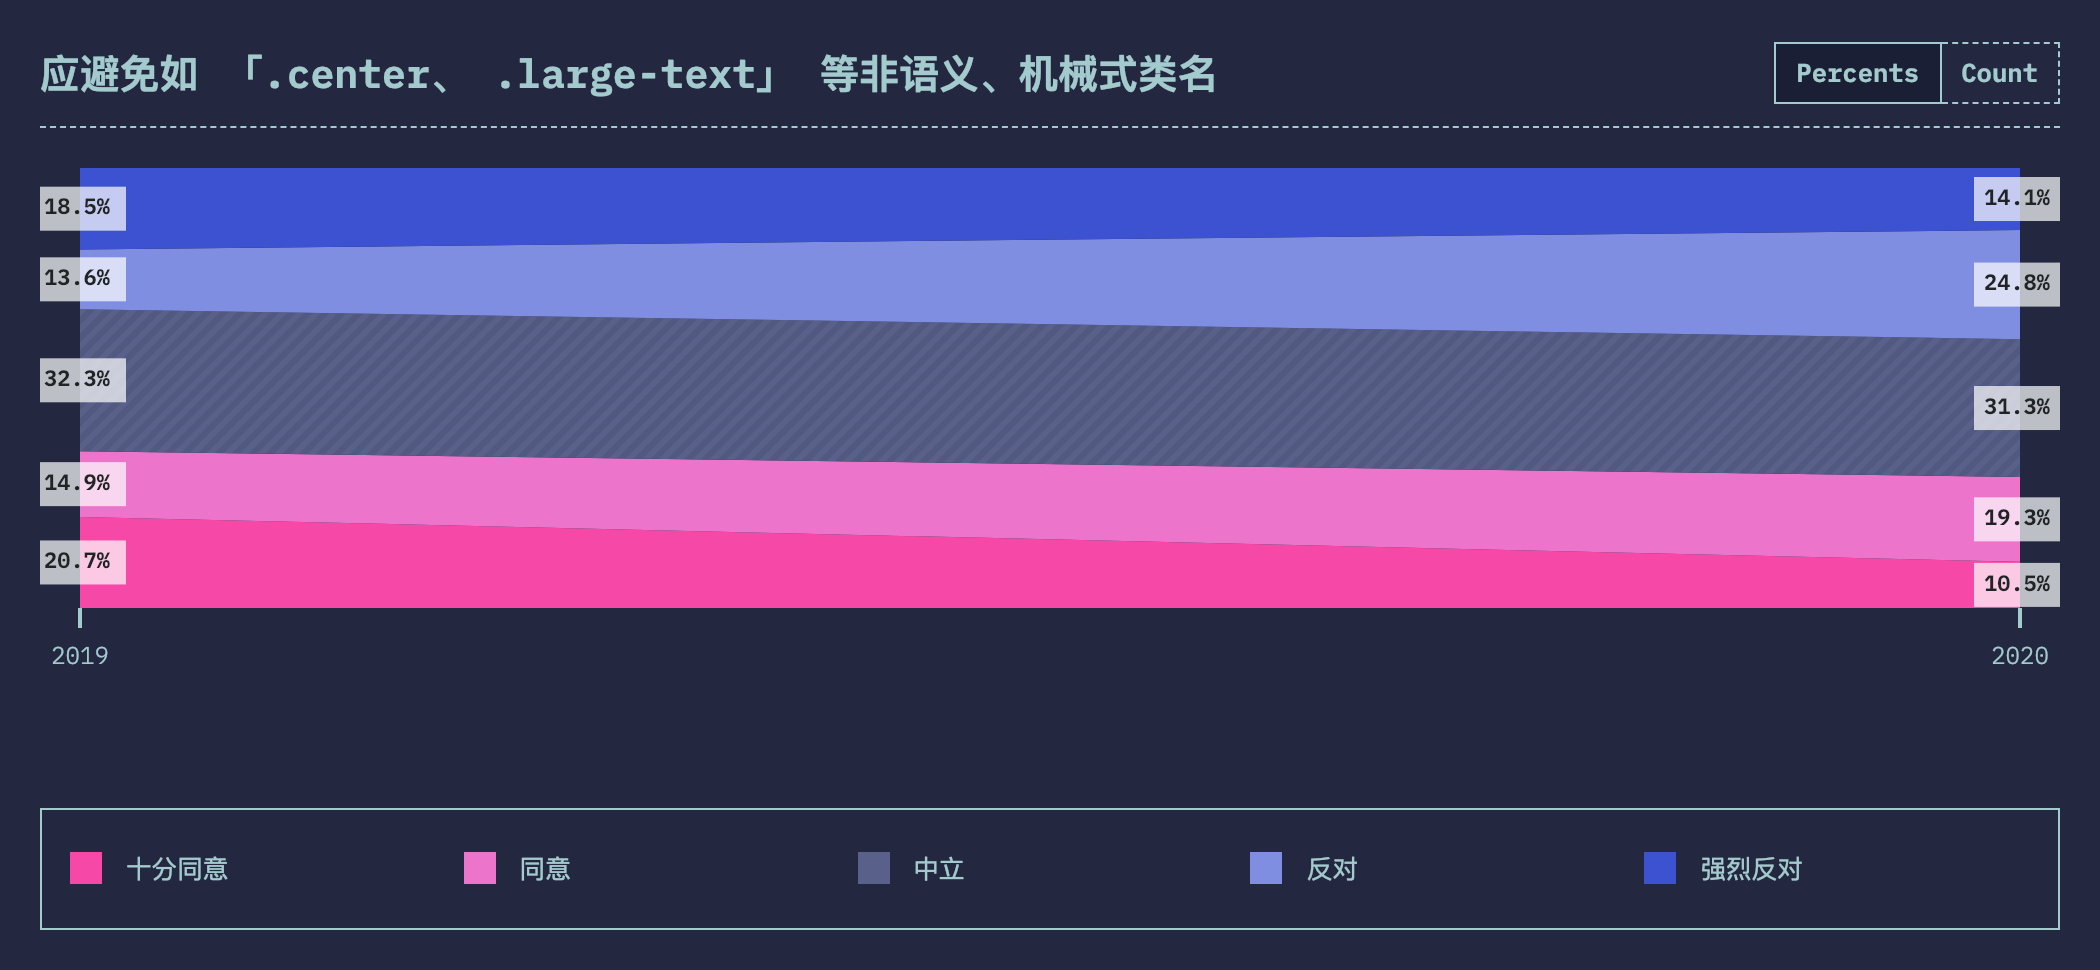 应避免如 「.center、 .large-text」 等非语义、机械式类名
Percents
Count
18.5%
14.1%
13.6%
24.8%
32.3%
31.3%
14.9%
19.3%
20.7%
10.5%
2019
2020
十分同意
同意
中立
反对
强烈反对